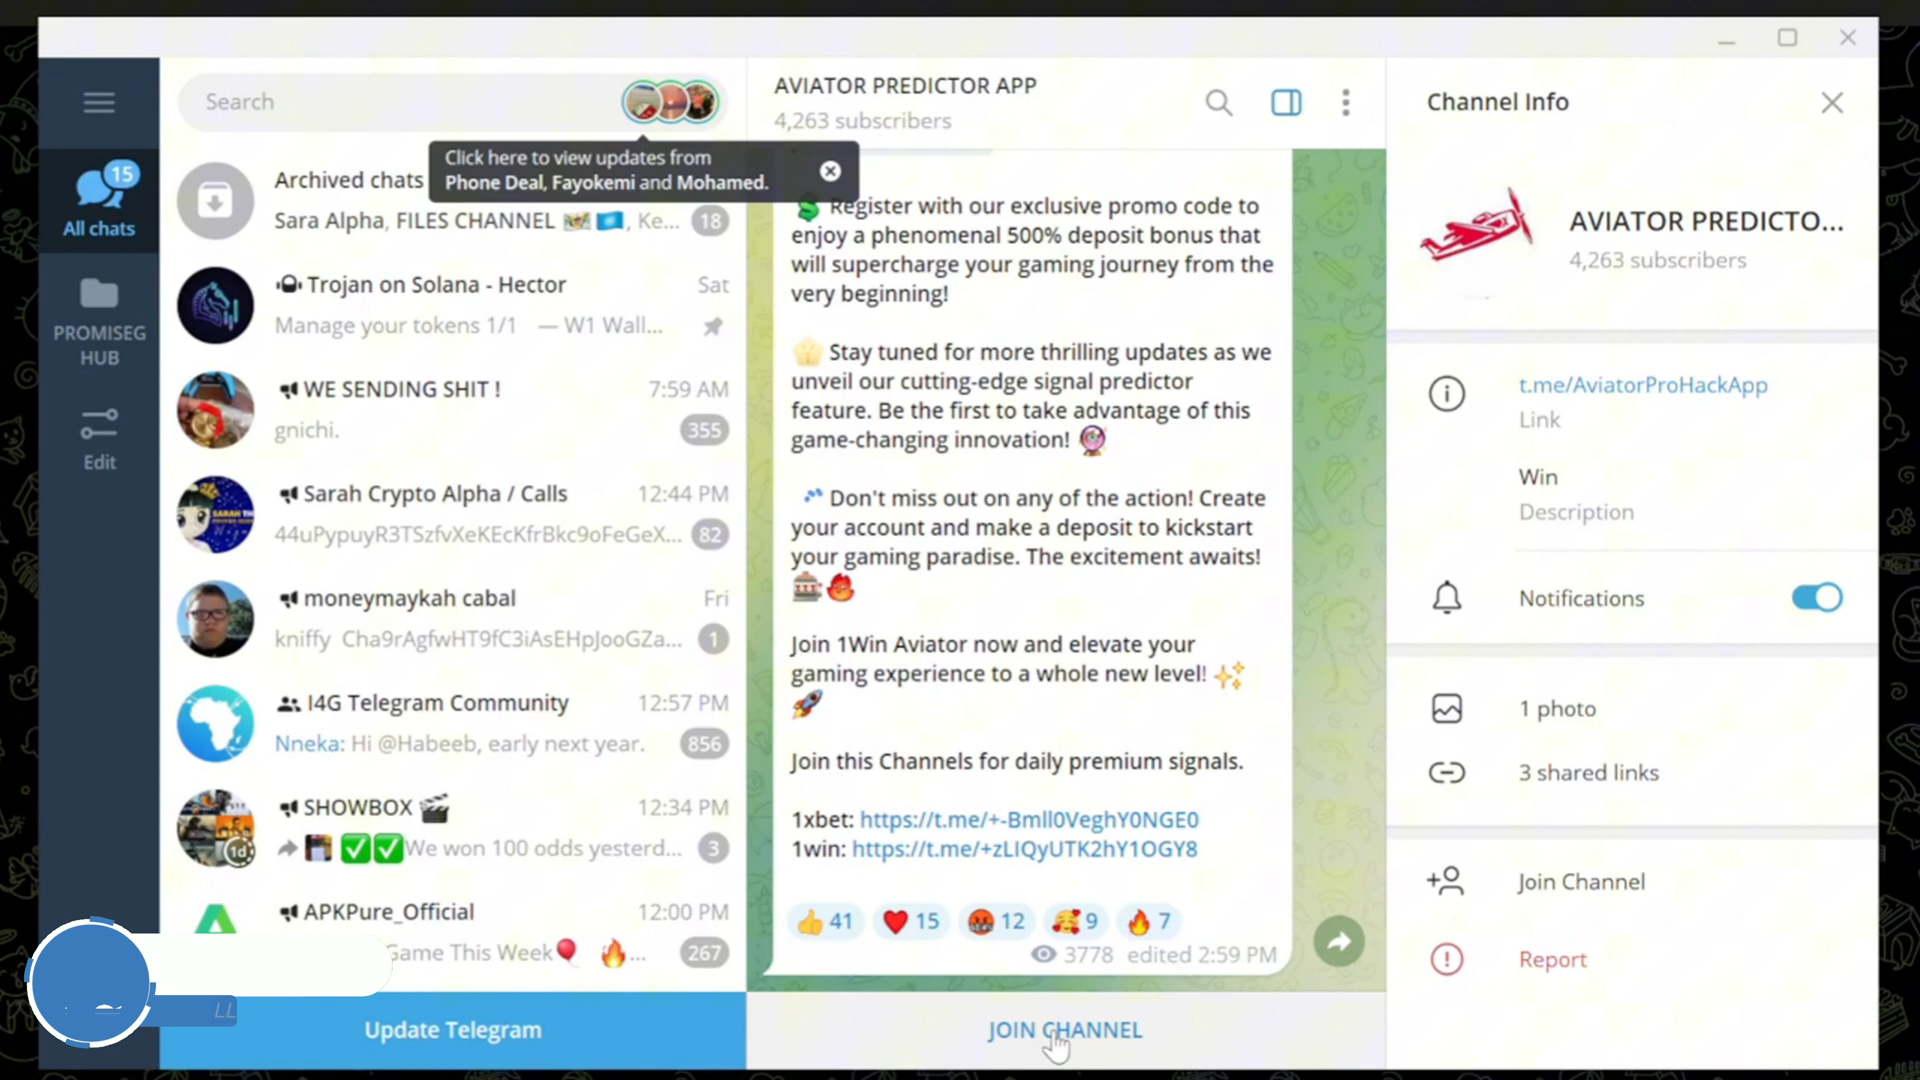 Search
Click here to view updates from
Phone Deal, Fayokemi and Mohamed.
15
All chats
PROMISEG
HUB
Edit
Archived chats
Sara Alpha, FILES CHANNEL , Ke...
18
Trojan on Solana - Hector
Sat
Manage your tokens 1/1 — W1 Wall...
WE SENDING SHIT !
7:59 AM
gnichi.
355
Sarah Crypto Alpha / Calls
12:44 PM
44uPypuyR3TSzfvXeKEcKfrBkc9oFeGeX...
82
moneymaykah cabal
Fri
kniffy Cha9rAgfwHT9fC3iAsEHpJooGZa...
1
I4G Telegram Community
12:57 PM
Nneka: Hi @Habeeb, early next year.
856
SHOWBOX 🎬
12:34 PM
✅✅We won 100 odds yesterd...
1d
3
APKPure_Official
12:00 PM
Game This Week🎈 🔥...
267
LL
Update Telegram
AVIATOR PREDICTOR APP
4,263 subscribers
💲 Register with our exclusive promo code to
enjoy a phenomenal 500% deposit bonus that
will supercharge your gaming journey from the
very beginning!
Stay tuned for more thrilling updates as we
unveil our cutting-edge signal predictor
feature. Be the first to take advantage of this
game-changing innovation! 🔮
Don't miss out on any of the action! Create
your account and make a deposit to kickstart
your gaming paradise. The excitement awaits!
🎰🔥
Join 1Win Aviator now and elevate your
gaming experience to a whole new level! ✨
🚀
Join this Channels for daily premium signals.
1xbet: https://t.me/+-Bmll0VeghY0NGE0
1win: https://t.me/+zLIQyUTK2hY1OGY8
👍 41 ❤ 15 🤬 12 🥰 9 🔥 7
3778 edited 2:59 PM
JOIN CHANNEL
Channel Info
AVIATOR PREDICTO...
4,263 subscribers
t.me/AviatorProHackApp
Link
Win
Description
Notifications
1 photo
3 shared links
Join Channel
Report